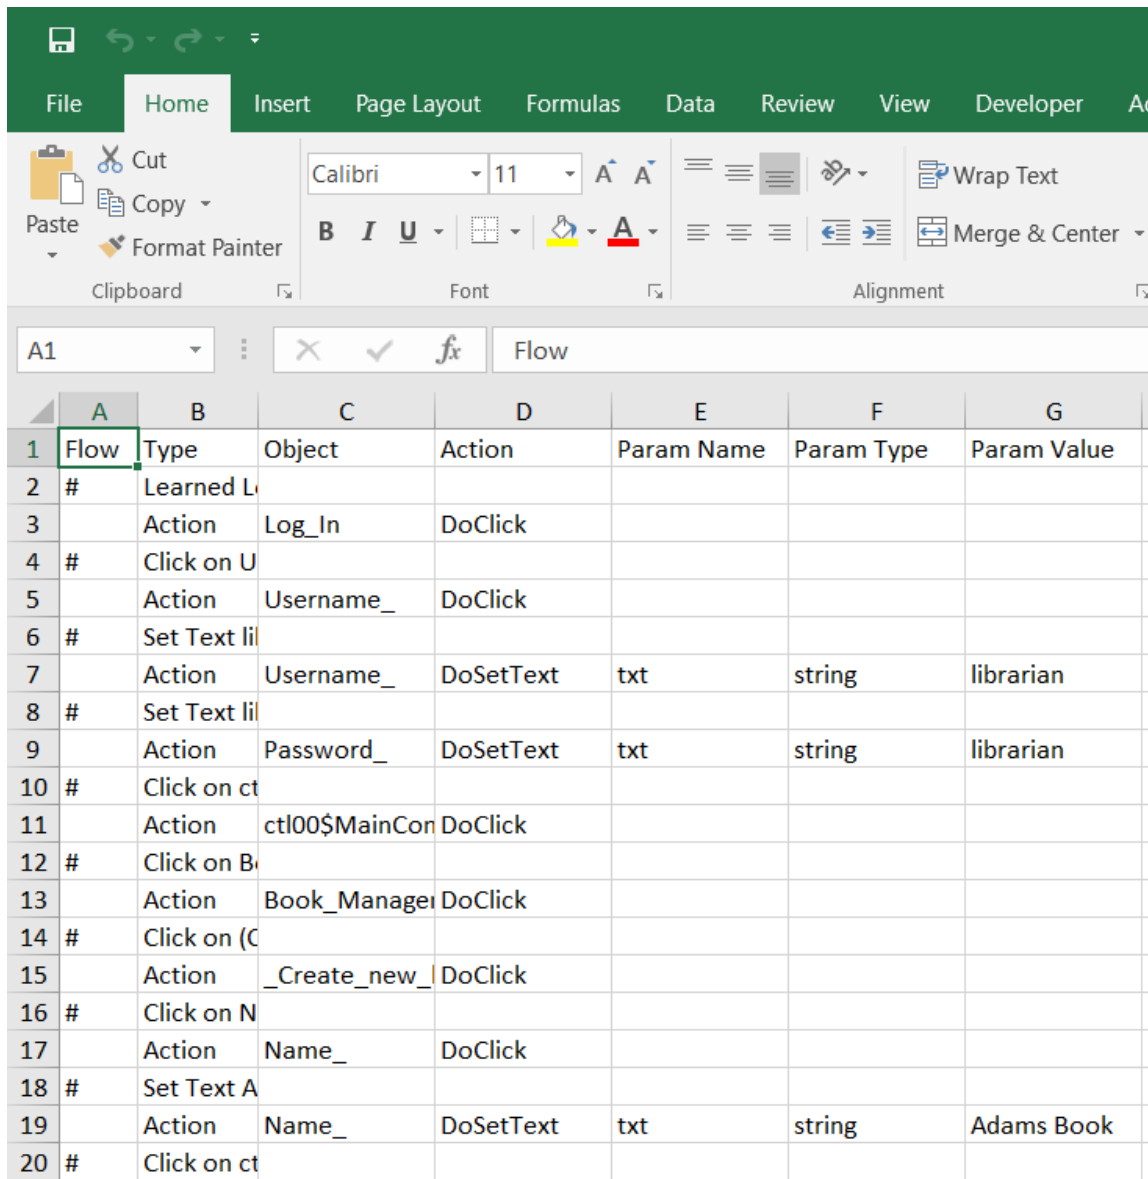 File Home Insert Page Layout Formulas Data Review View Developer
Cut
Copy
Paste
Format Painter
Clipboard
Calibri 11
B I U A
Font
Wrap Text
Merge & Center
Alignment
A1 fx Flow
A B C D E F G
1 Flow Type Object Action Param Name Param Type Param Value
2 # Learned
3 Action Log_In DoClick
4 # Click on U
5 Action Username_ DoClick
6 # Set Text
7 Action Username_ DoSetText txt string librarian
8 # Set Text
9 Action Password_ DoSetText txt string librarian
10 # Click on ct
11 Action ctl00$MainCon DoClick
12 # Click on
13 Action Book_Manage DoClick
14 # Click on (C
15 Action _Create_new_ DoClick
16 # Click on N
17 Action Name_ DoClick
18 # Set Text A
19 Action Name_ DoSetText txt string Adams Book
20 # Click on ct